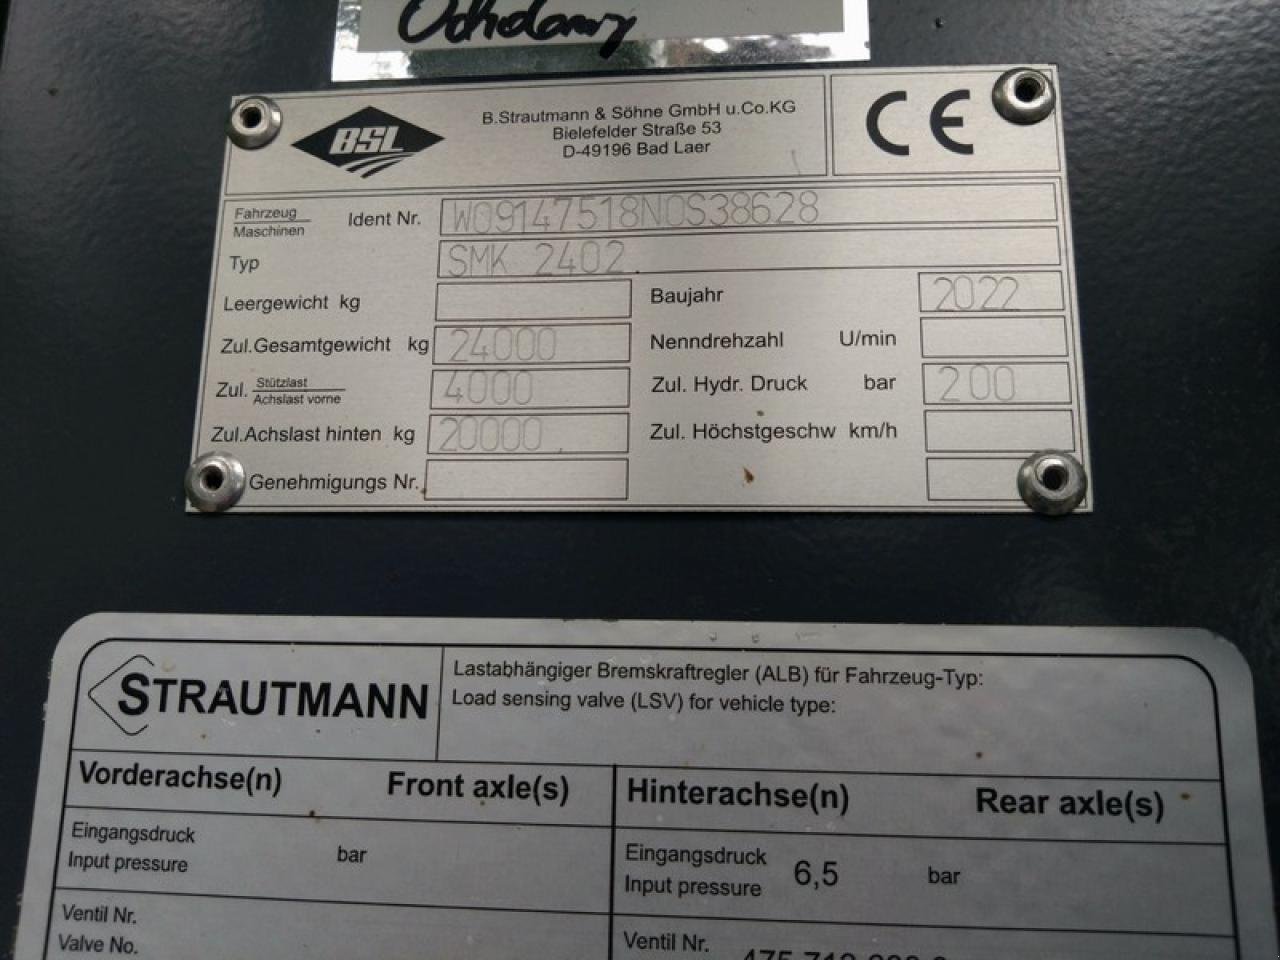 BSL
B.Strautmann & Söhne GmbH u.Co.KG
Bielefelder Straße 53
D-49196 Bad Laer
CE
Fahrzeug
Maschinen
Ident Nr. W09147518N0S38628
Typ SMK 2402
Leergewicht kg
Baujahr 2022
Zul.Gesamtgewicht kg 24000
Nenndrehzahl U/min
Zul. Stützlast
Achslast vorne 4000
Zul. Hydr. Druck bar 200
Zul.Achslast hinten kg 20000
Zul. Höchstgeschw km/h
Genehmigungs Nr.
STRAUTMANN
Lastabhängiger Bremskraftregler (ALB) für Fahrzeug-Typ:
Load sensing valve (LSV) for vehicle type:
Vorderachse(n) Front axle(s)
Hinterachse(n) Rear axle(s)
Eingangsdruck
Input pressure bar
Eingangsdruck
Input pressure 6,5 bar
Ventil Nr.
Valve No.
Ventil Nr.